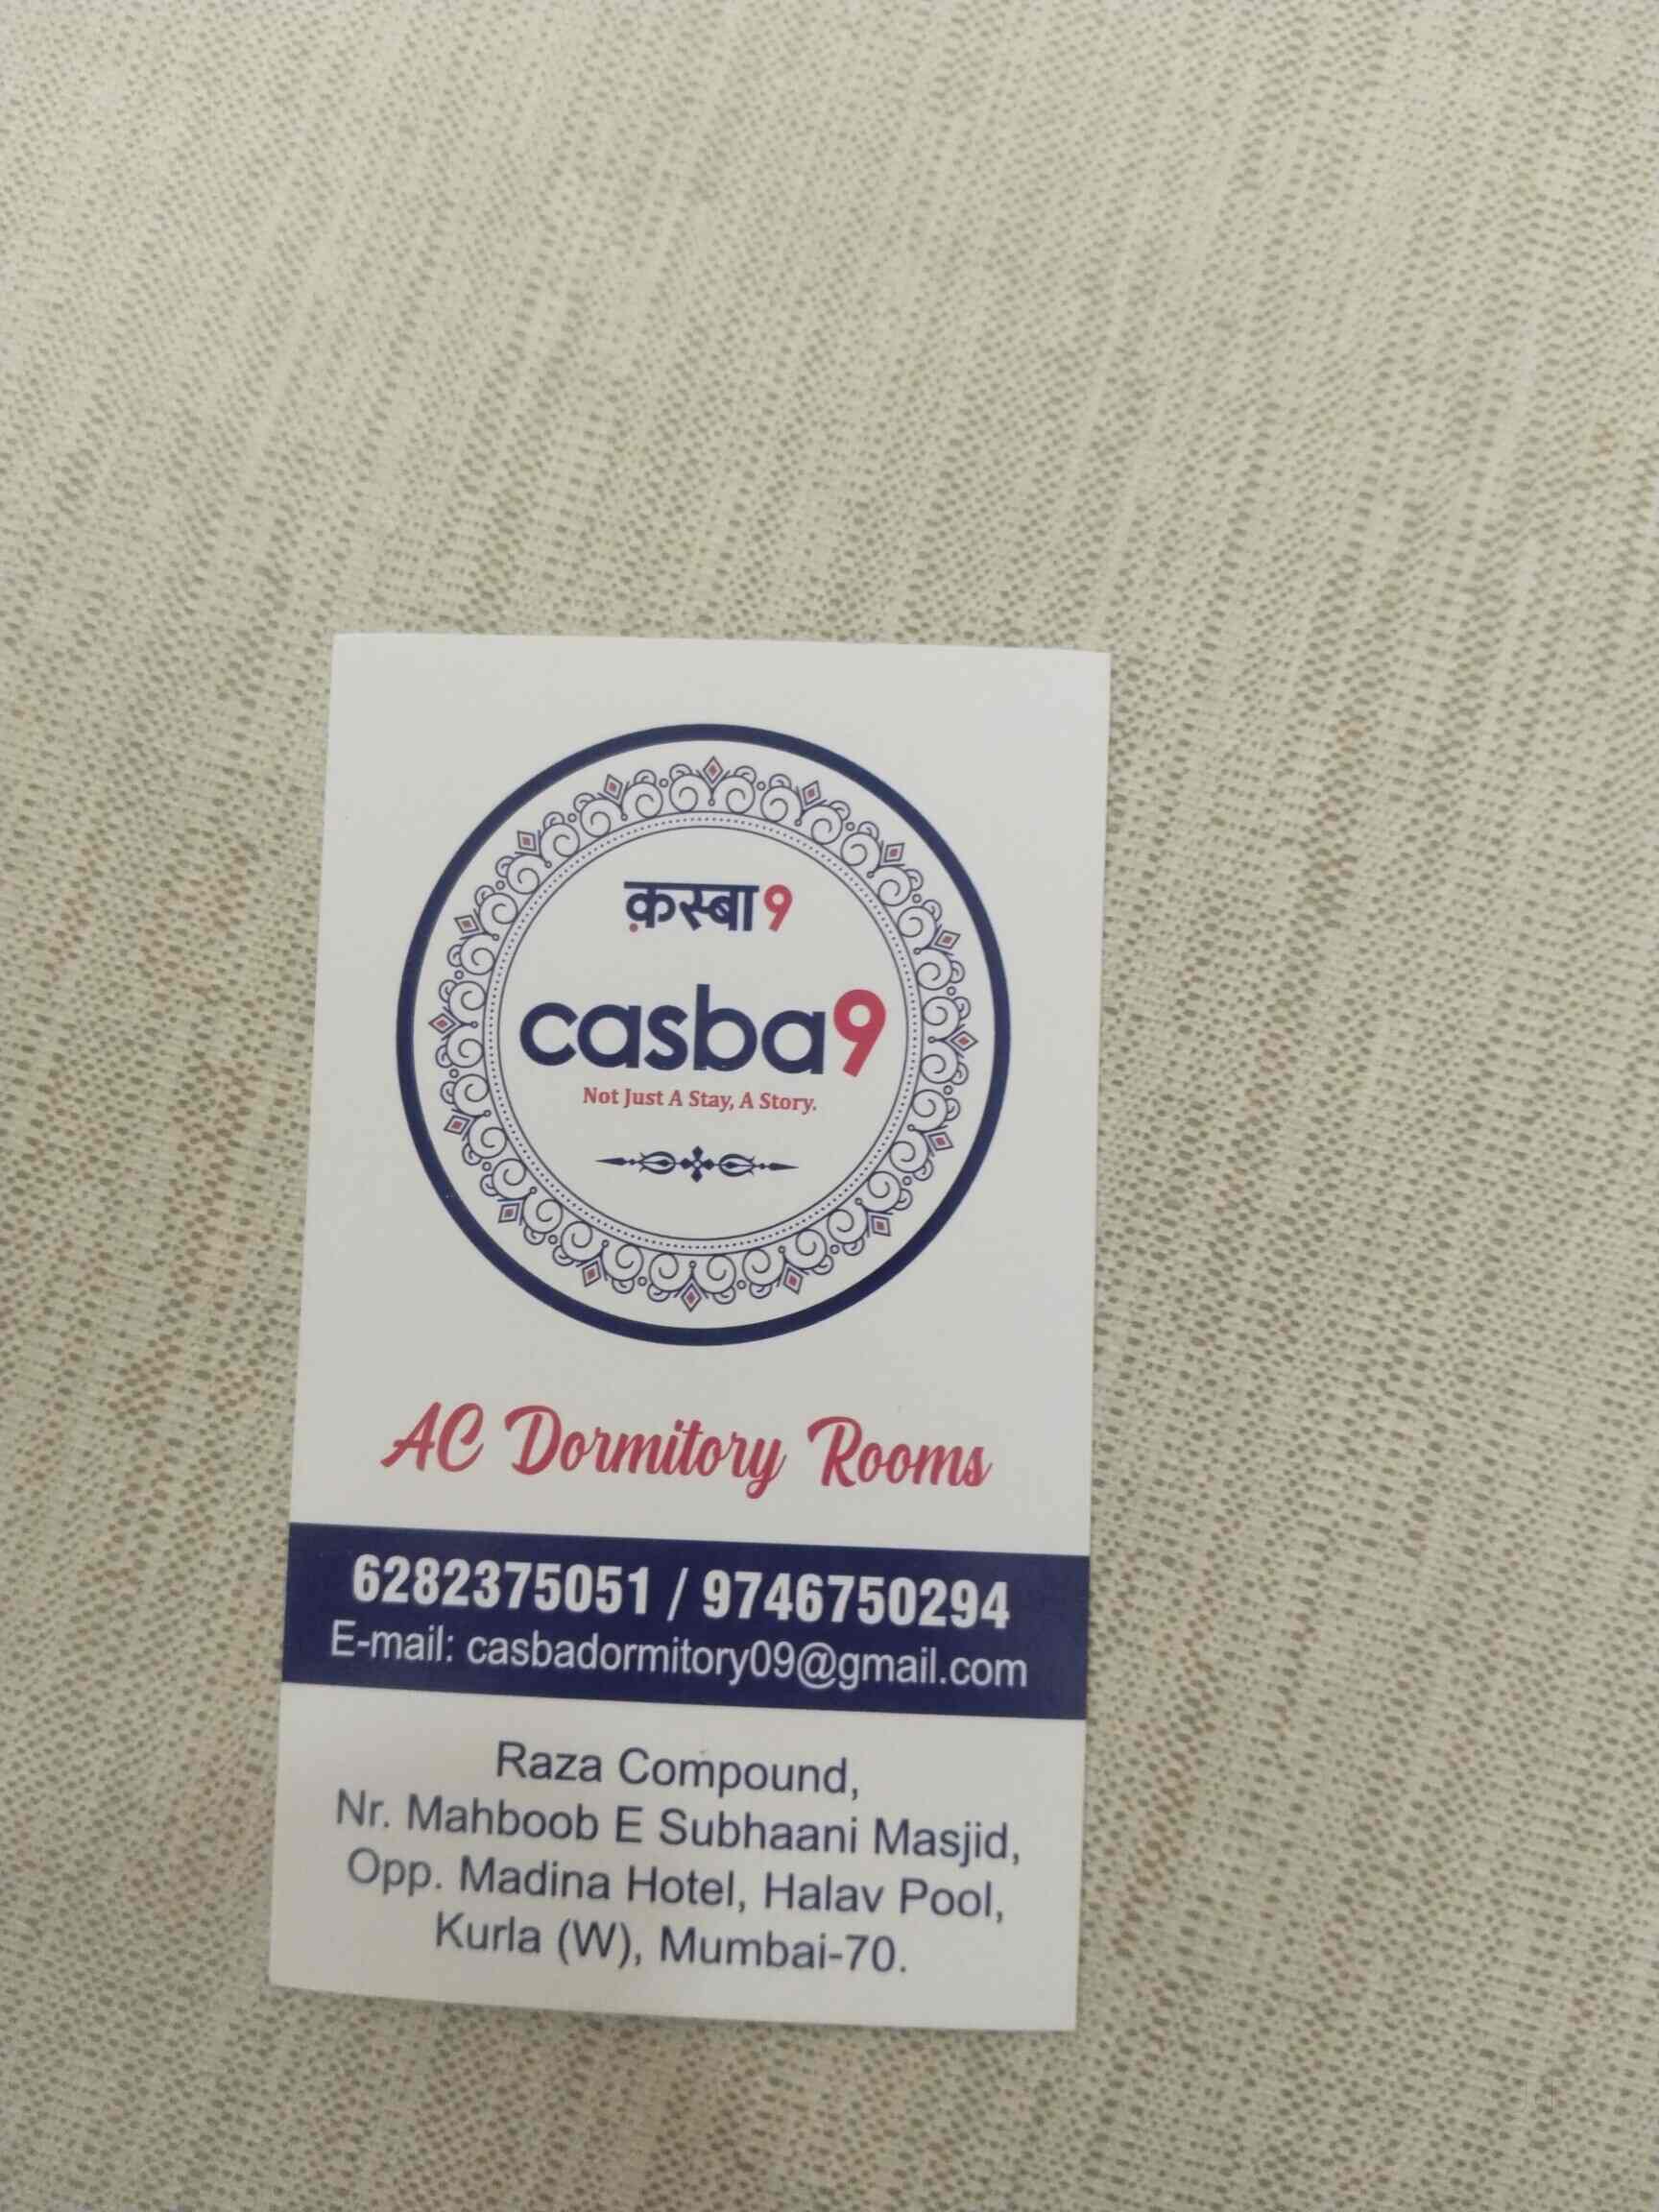 क़स्बा 9
casba9
Not Just A Stay, A Story.
AC Dormitory Rooms
6282375051 / 9746750294
E-mail: casbadormitory09@gmail.com
Raza Compound,
Nr. Mahboob E Subhaani Masjid,
Opp. Madina Hotel, Halav Pool,
Kurla (W), Mumbai-70.